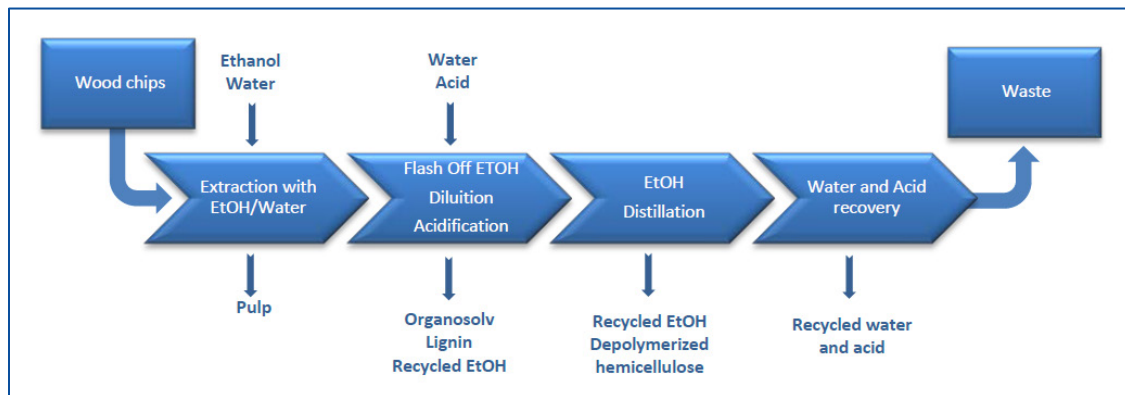 Wood chips
Ethanol
Water
Water
Acid
Waste
Extraction with
EtOH/Water
Flash Off ETOH
Dilution
Acidification
EtOH
Distillation
Water and Acid
recovery
Pulp
Organosolv
Lignin
Recycled EtOH
Recycled EtOH
Depolymerized
hemicellulose
Recycled water
and acid